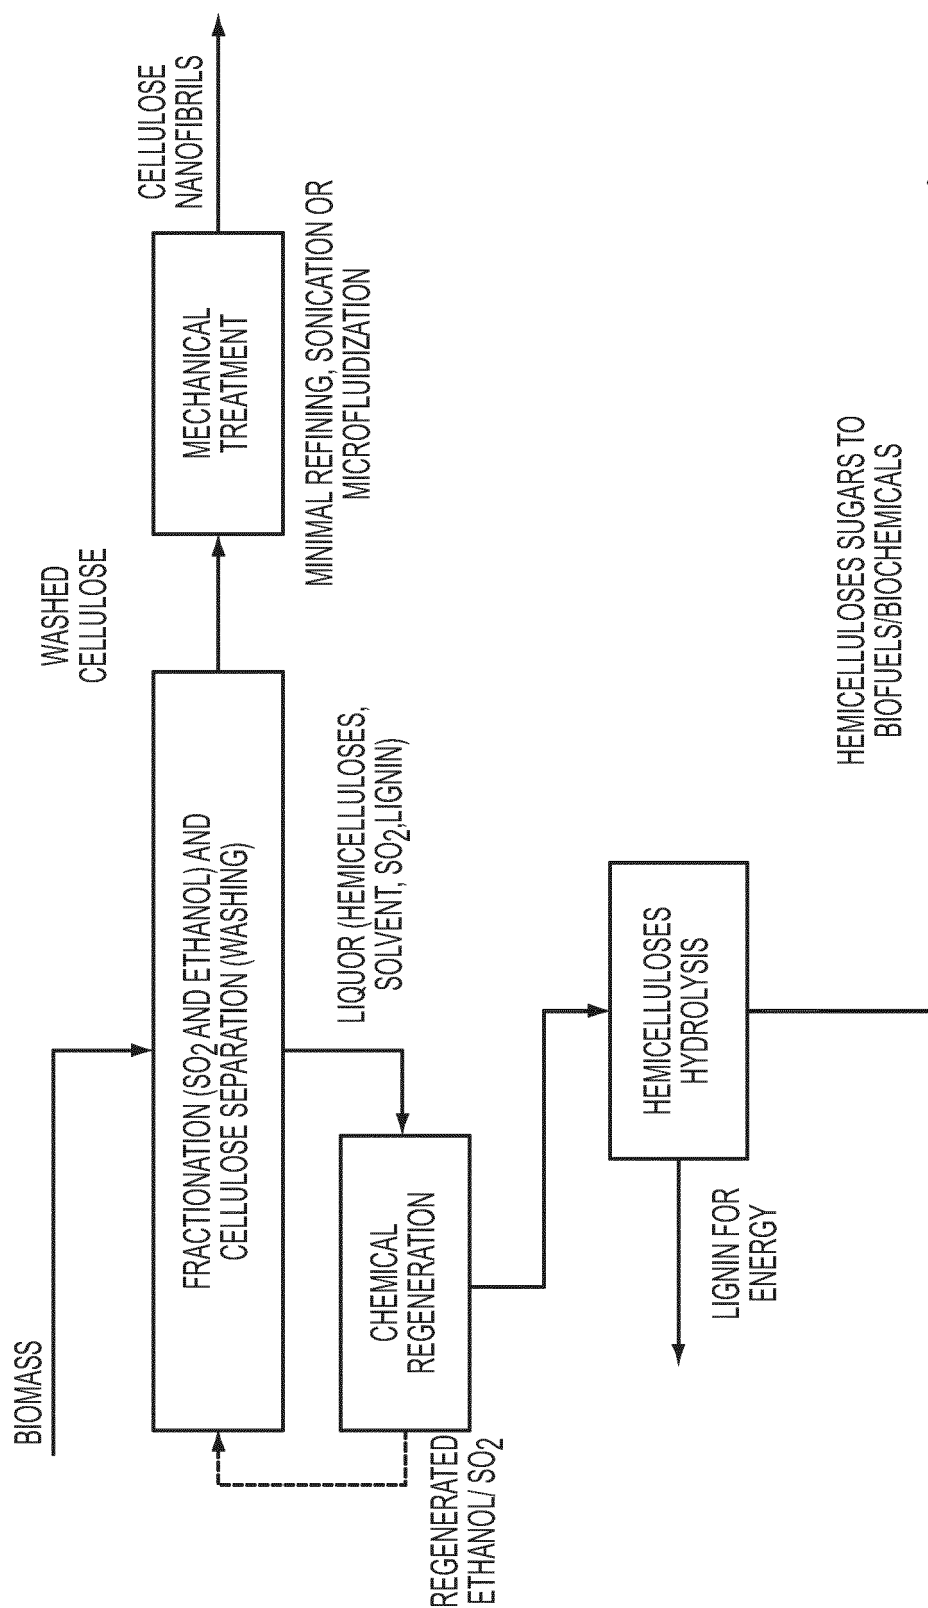 BIOMASS
FRACTIONATION (SO2 AND ETHANOL) AND
CELLULOSE SEPARATION (WASHING)
WASHED
CELLULOSE
MECHANICAL
TREATMENT
CELLULOSE
NANOFIBRILS
MINIMAL REFINING, SONICATION OR
MICROFLUIDIZATION
LIQUOR (HEMICELLULOSES,
SOLVENT, SO2,LIGNIN)
CHEMICAL
REGENERATION
REGENERATED
ETHANOL/ SO2
HEMICELLULOSES
HYDROLYSIS
LIGNIN FOR
ENERGY
HEMICELLULOSES SUGARS TO
BIOFUELS/BIOCHEMICALS